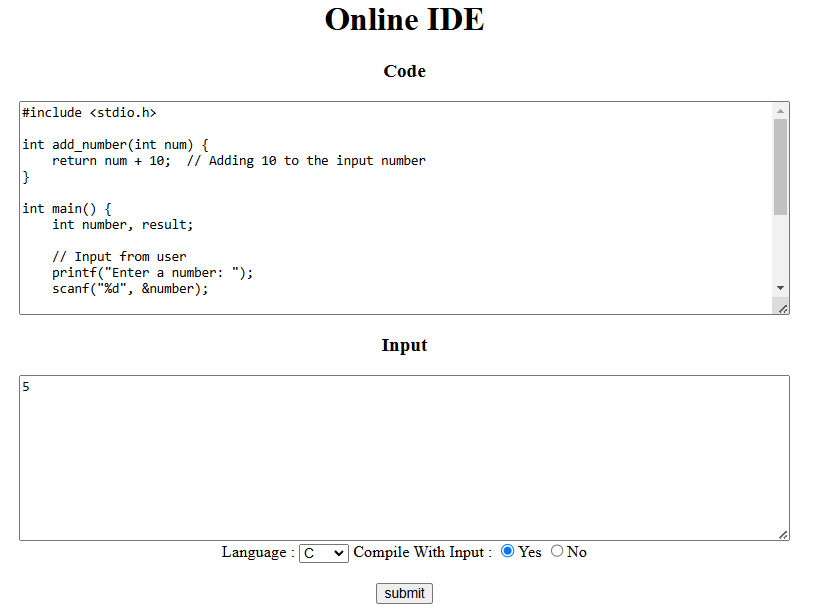 Online IDE
Code
#include <stdio.h>
int add_number(int num) {
    return num + 10;  // Adding 10 to the input number
}
int main() {
    int number, result;
    // Input from user
    printf("Enter a number: ");
    scanf("%d", &number);
Input
5
Language : C Compile With Input : Yes No
submit